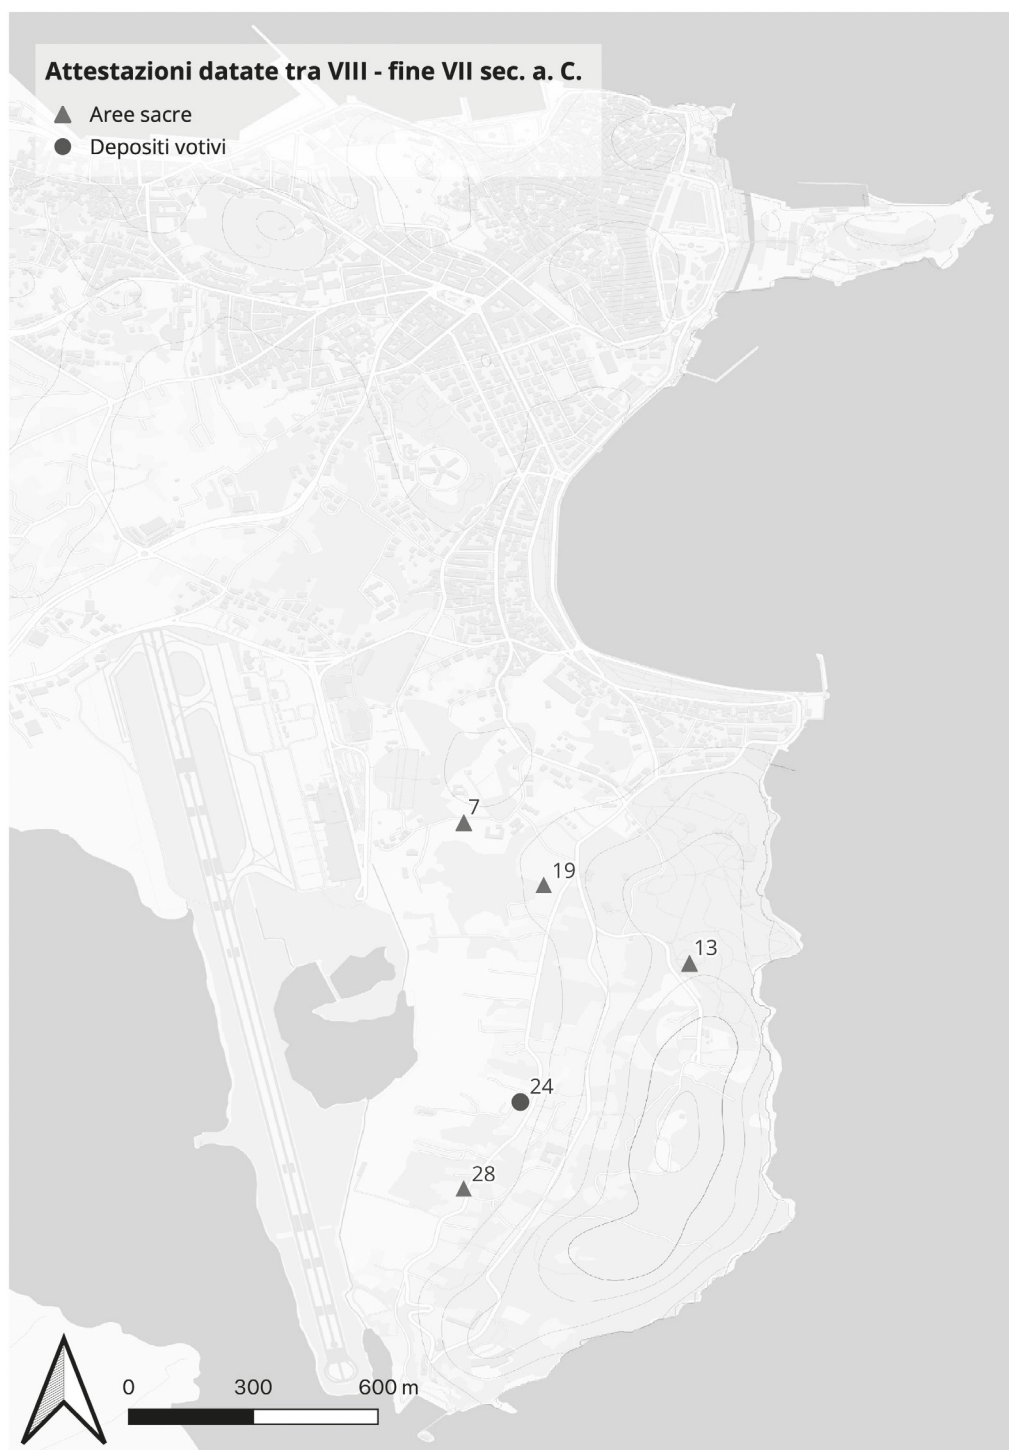 Attestazioni datate tra VIII - fine VII sec. a. C.
Aree sacre
Depositi votivi
7
19
13
24
28
0 300 600 m